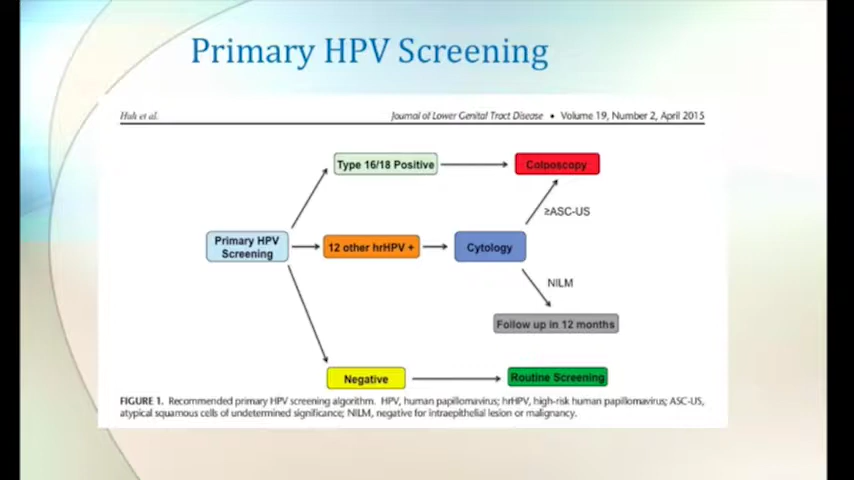 Primary HPV Screening
Huh et al.
Journal of Lower Genital Tract Disease • Volume 19, Number 2, April 2015
Type 16/18 Positive
Colposcopy
≥ASC-US
Primary HPV
Screening
12 other hrHPV +
Cytology
NILM
Follow up in 12 months
Negative
Routine Screening
FIGURE 1. Recommended primary HPV screening algorithm. HPV, human papillomavirus; hrHPV, high-risk human papillomavirus; ASC-US,
atypical squamous cells of undetermined significance; NILM, negative for intraepithelial lesion or malignancy.